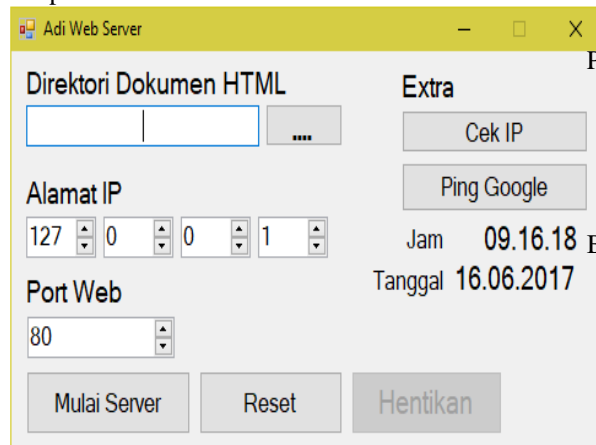 Adi Web Server
Direktori Dokumen HTML
....
Alamat IP
127 0 0 1
Port Web
80
Mulai Server Reset Hentikan
Extra
Cek IP
Ping Google
Jam 09.16.18
Tanggal 16.06.2017